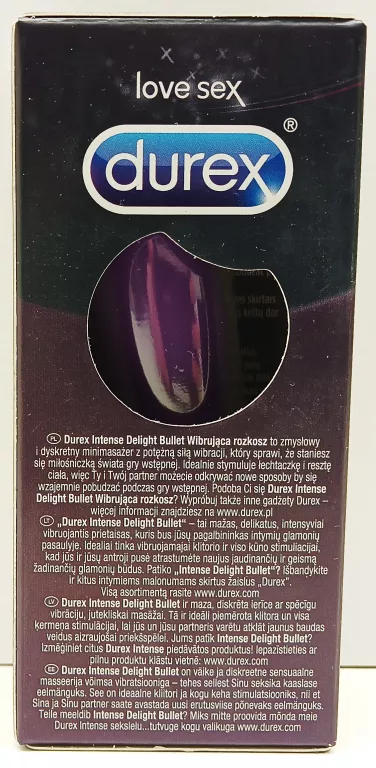 love sex
durex®
ės skirtais
s keltų dar
PL Durex Intense Delight Bullet Wibrująca rozkosz to zmysłowy
i dyskretny minimasażer z potężną siłą wibracji, który sprawi, że staniesz
się miłośniczką świata gry wstępnej. Idealnie stymuluje łechtaczkę i resztę
ciała, więc Ty i Twój partner możecie odkrywać nowe sposoby by się
wzajemnie pobudzać podczas gry wstępnej. Podoba Ci się Durex Intense
Delight Bullet Wibrująca rozkosz? Wypróbuj także inne gadżety Durex –
więcej informacji znajdziesz na www.durex.pl
LT „Durex Intense Delight Bullet“ – tai mažas, delikatus, intensyviai
vibruojantis prietaisas, kuris bus jūsų pagalbininkas intymių glamonių
pasaulyje. Idealiai tinka vibruojamajai klitorio ir viso kūno stimuliacijai,
kad jūs ir jūsų antroji pusė atrastumėte naujus jaudinančių ir geismą
žadinančių glamonių būdus. Patiko „Intense Delight Bullet“? Išbandykite
ir kitus intymiems malonumams skirtus žaislus „Durex“.
Visą asortimentą rasite www.durex.com
LV Durex Intense Delight Bullet ir maza, diskrēta ierīce ar spēcīgu
vibrāciju, jutekliskai masāžai. Tā ir ideāli piemērota klitora un visa
ķermeņa stimulācijai, lai jūs un jūsu partneris varētu atklāt jaunus baudas
veidus aizraujošai priekšspēlei. Jums patīk Intense Delight Bullet?
Izmēģiniet citus Durex Intense piedāvātos produktus! Iepazīstieties ar
pilnu produktu klāstu vietnē: www.durex.com
EE Durex Intense Delight Bullet on väike ja diskreetne sensuaalne
masseerija võimsa vibratsiooniga – tehes sellest Sinu seksika kaaslase
eelmänguks. See on ideaalne kliitori ja kogu keha stimulatsiooniks, nii et
Sina ja Sinu partner saate avastada uusi erutusviise põnevaks eelmänguks.
Teile meeldib Intense Delight Bullet? Miks mitte proovida mõnda meie
Durex Intense sekslelu...tutvuge kogu valikuga www.durex.com